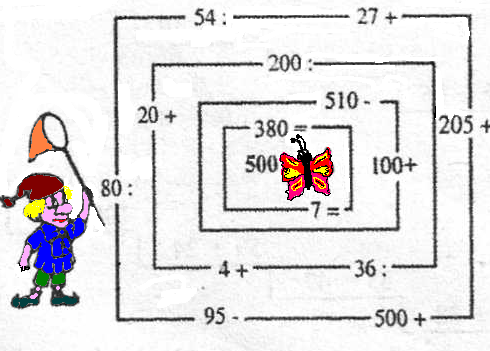 54 : 27 +
200 :
510 -
20 + 205 +
380 =
500 100+
80 :
7 =
4 + 36 :
95 - 500 +